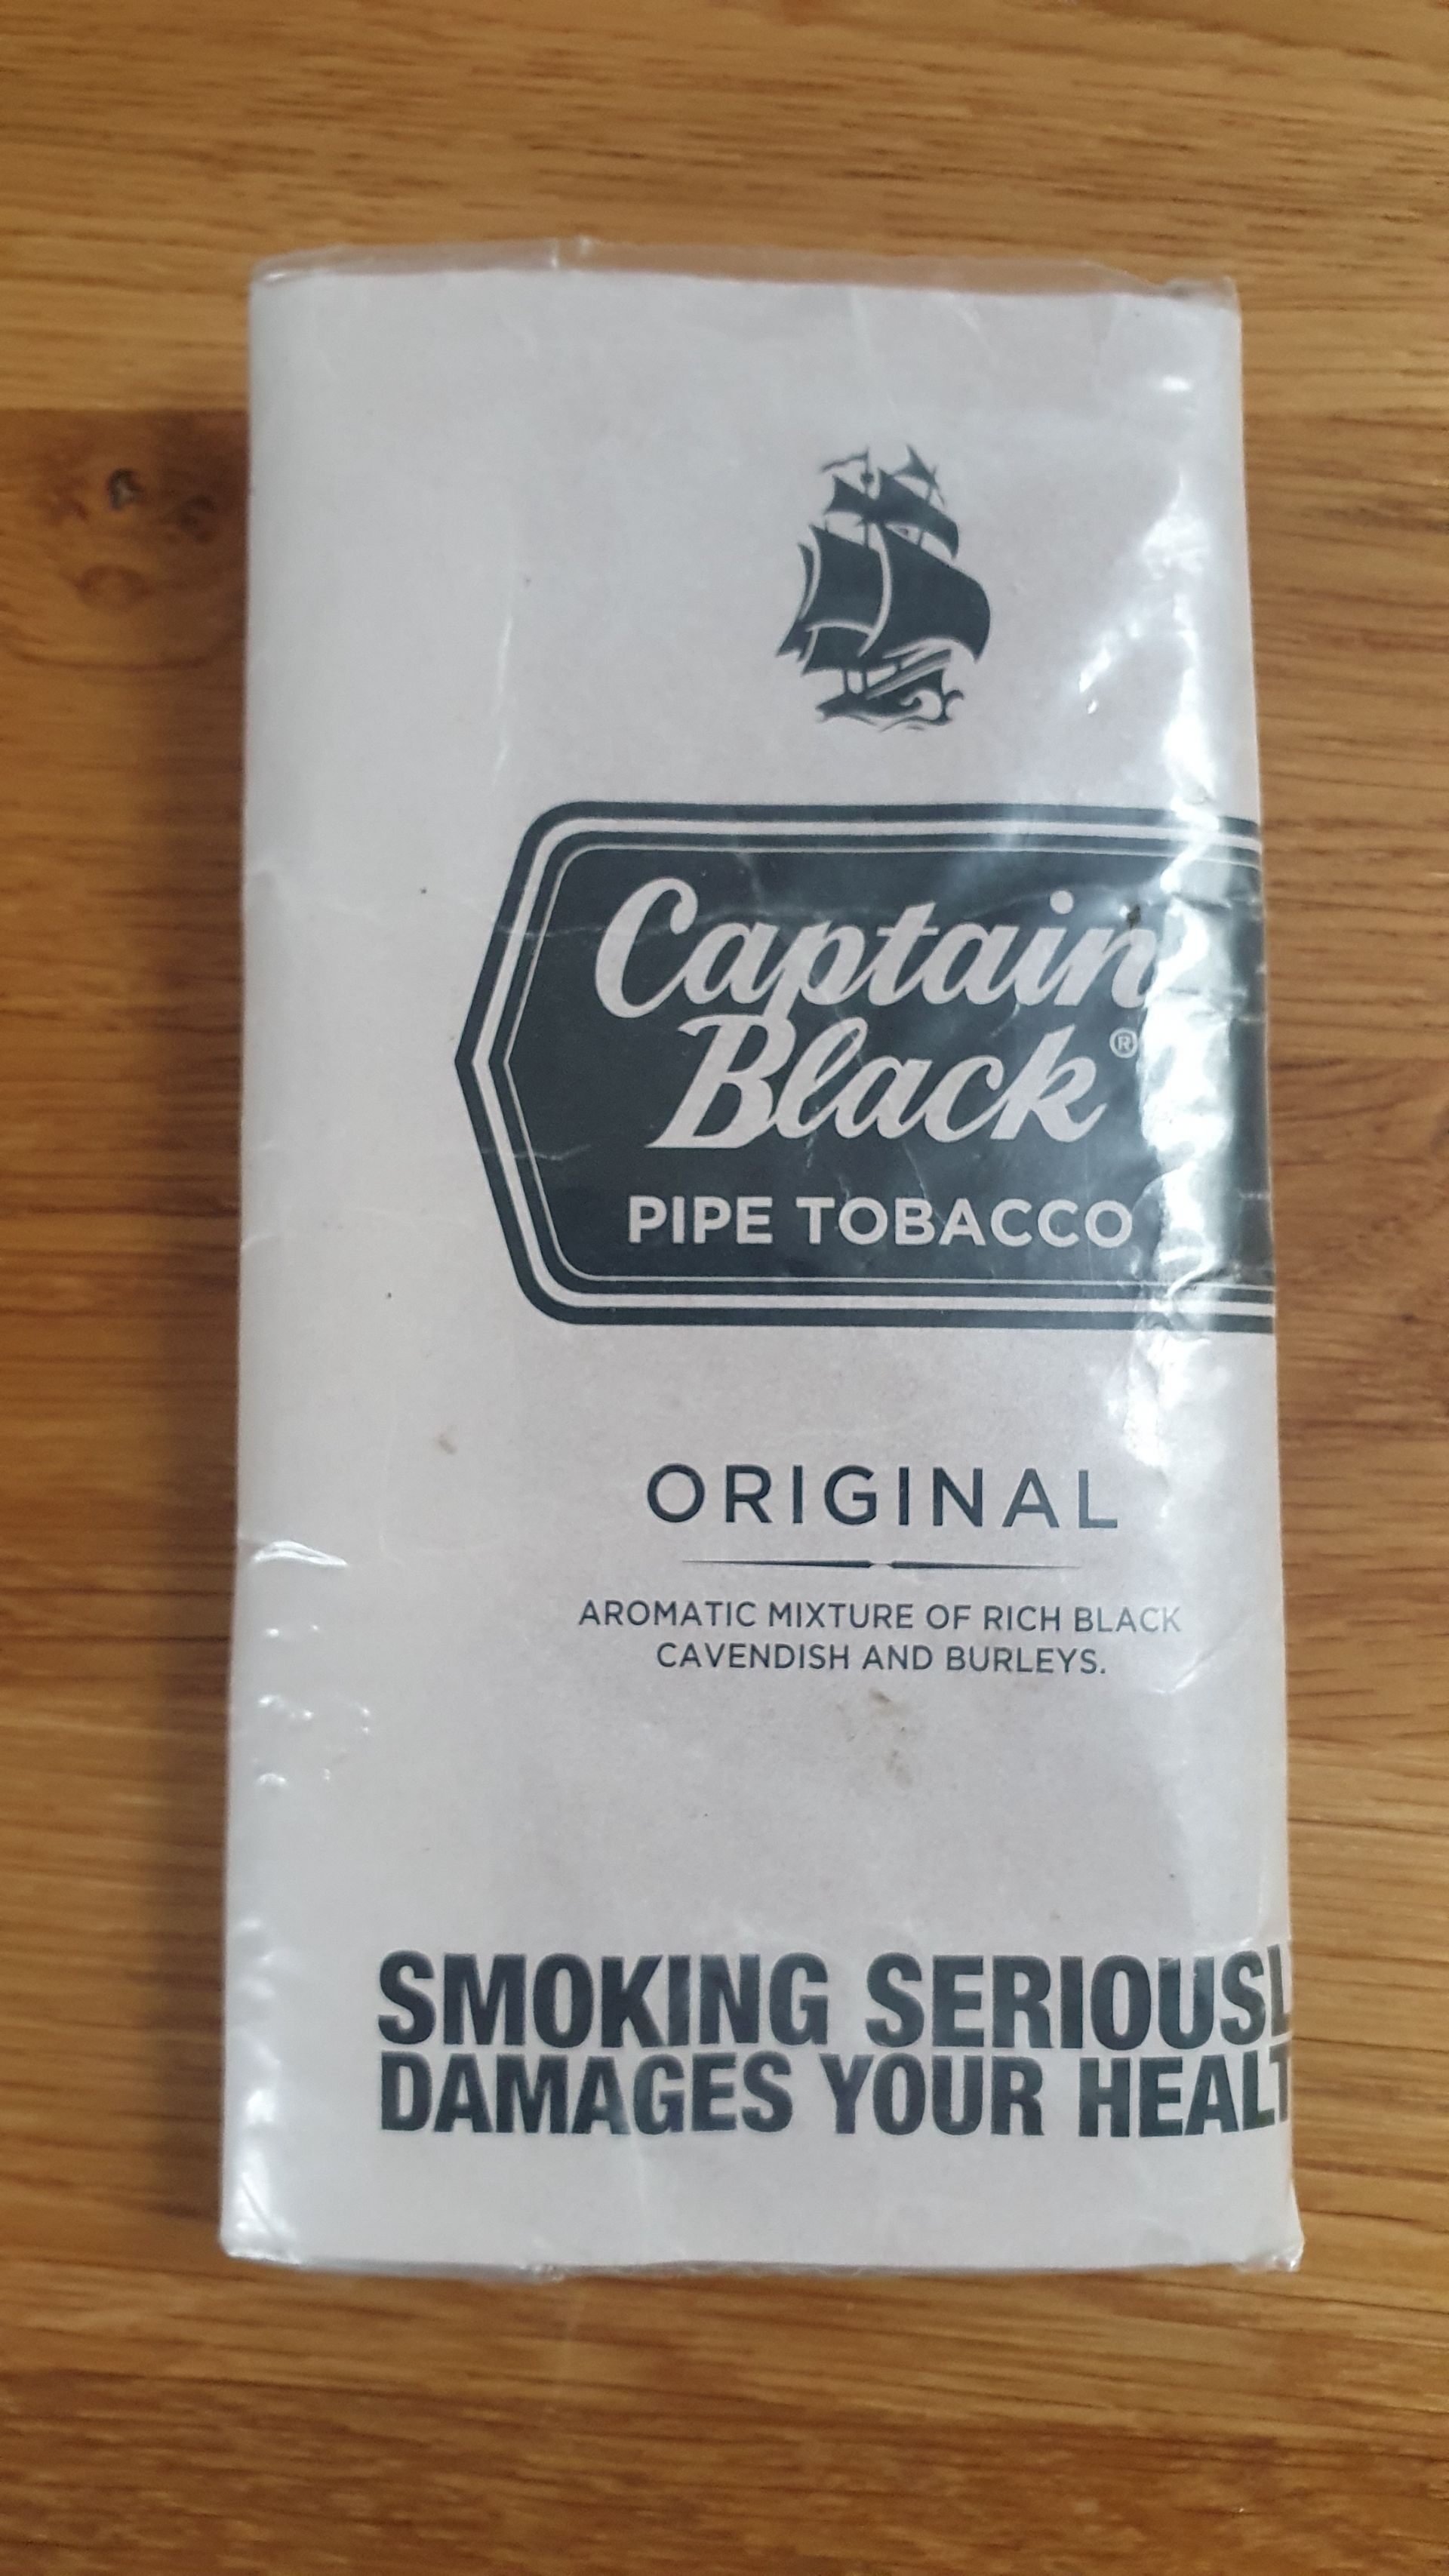 Captain
Black®
PIPE TOBACCO
ORIGINAL
AROMATIC MIXTURE OF RICH BLACK
CAVENDISH AND BURLEYS.
SMOKING SERIOUSL
DAMAGES YOUR HEALT